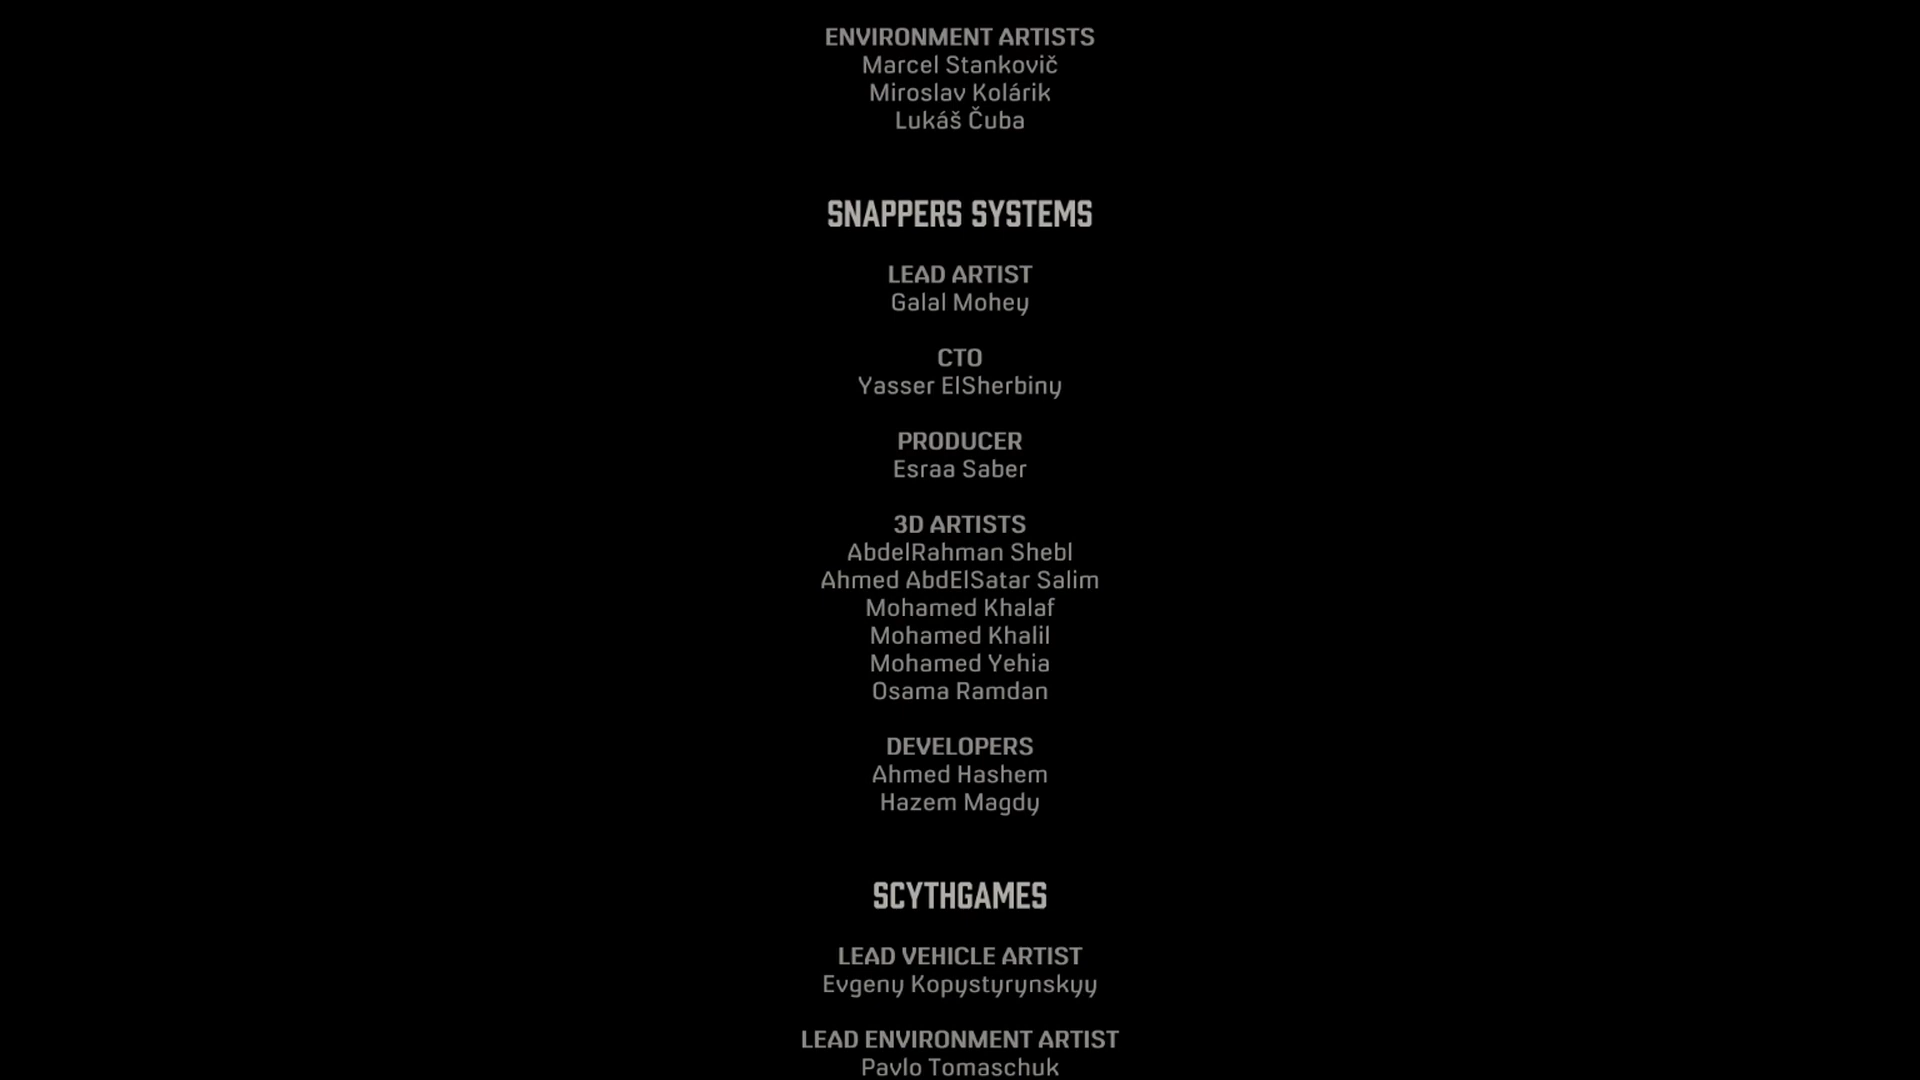 ENVIRONMENT ARTISTS
Marcel Stankovič
Miroslav Kolárik
Lukáš Čuba
SNAPPERS SYSTEMS
LEAD ARTIST
Galal Mohey
CTO
Yasser ElSherbiny
PRODUCER
Esraa Saber
3D ARTISTS
AbdelRahman Shebl
Ahmed AbdElSatar Salim
Mohamed Khalaf
Mohamed Khalil
Mohamed Yehia
Osama Ramdan
DEVELOPERS
Ahmed Hashem
Hazem Magdy
SCYTHGAMES
LEAD VEHICLE ARTIST
Evgeny Kopystyrynskyy
LEAD ENVIRONMENT ARTIST
Pavlo Tomaschuk